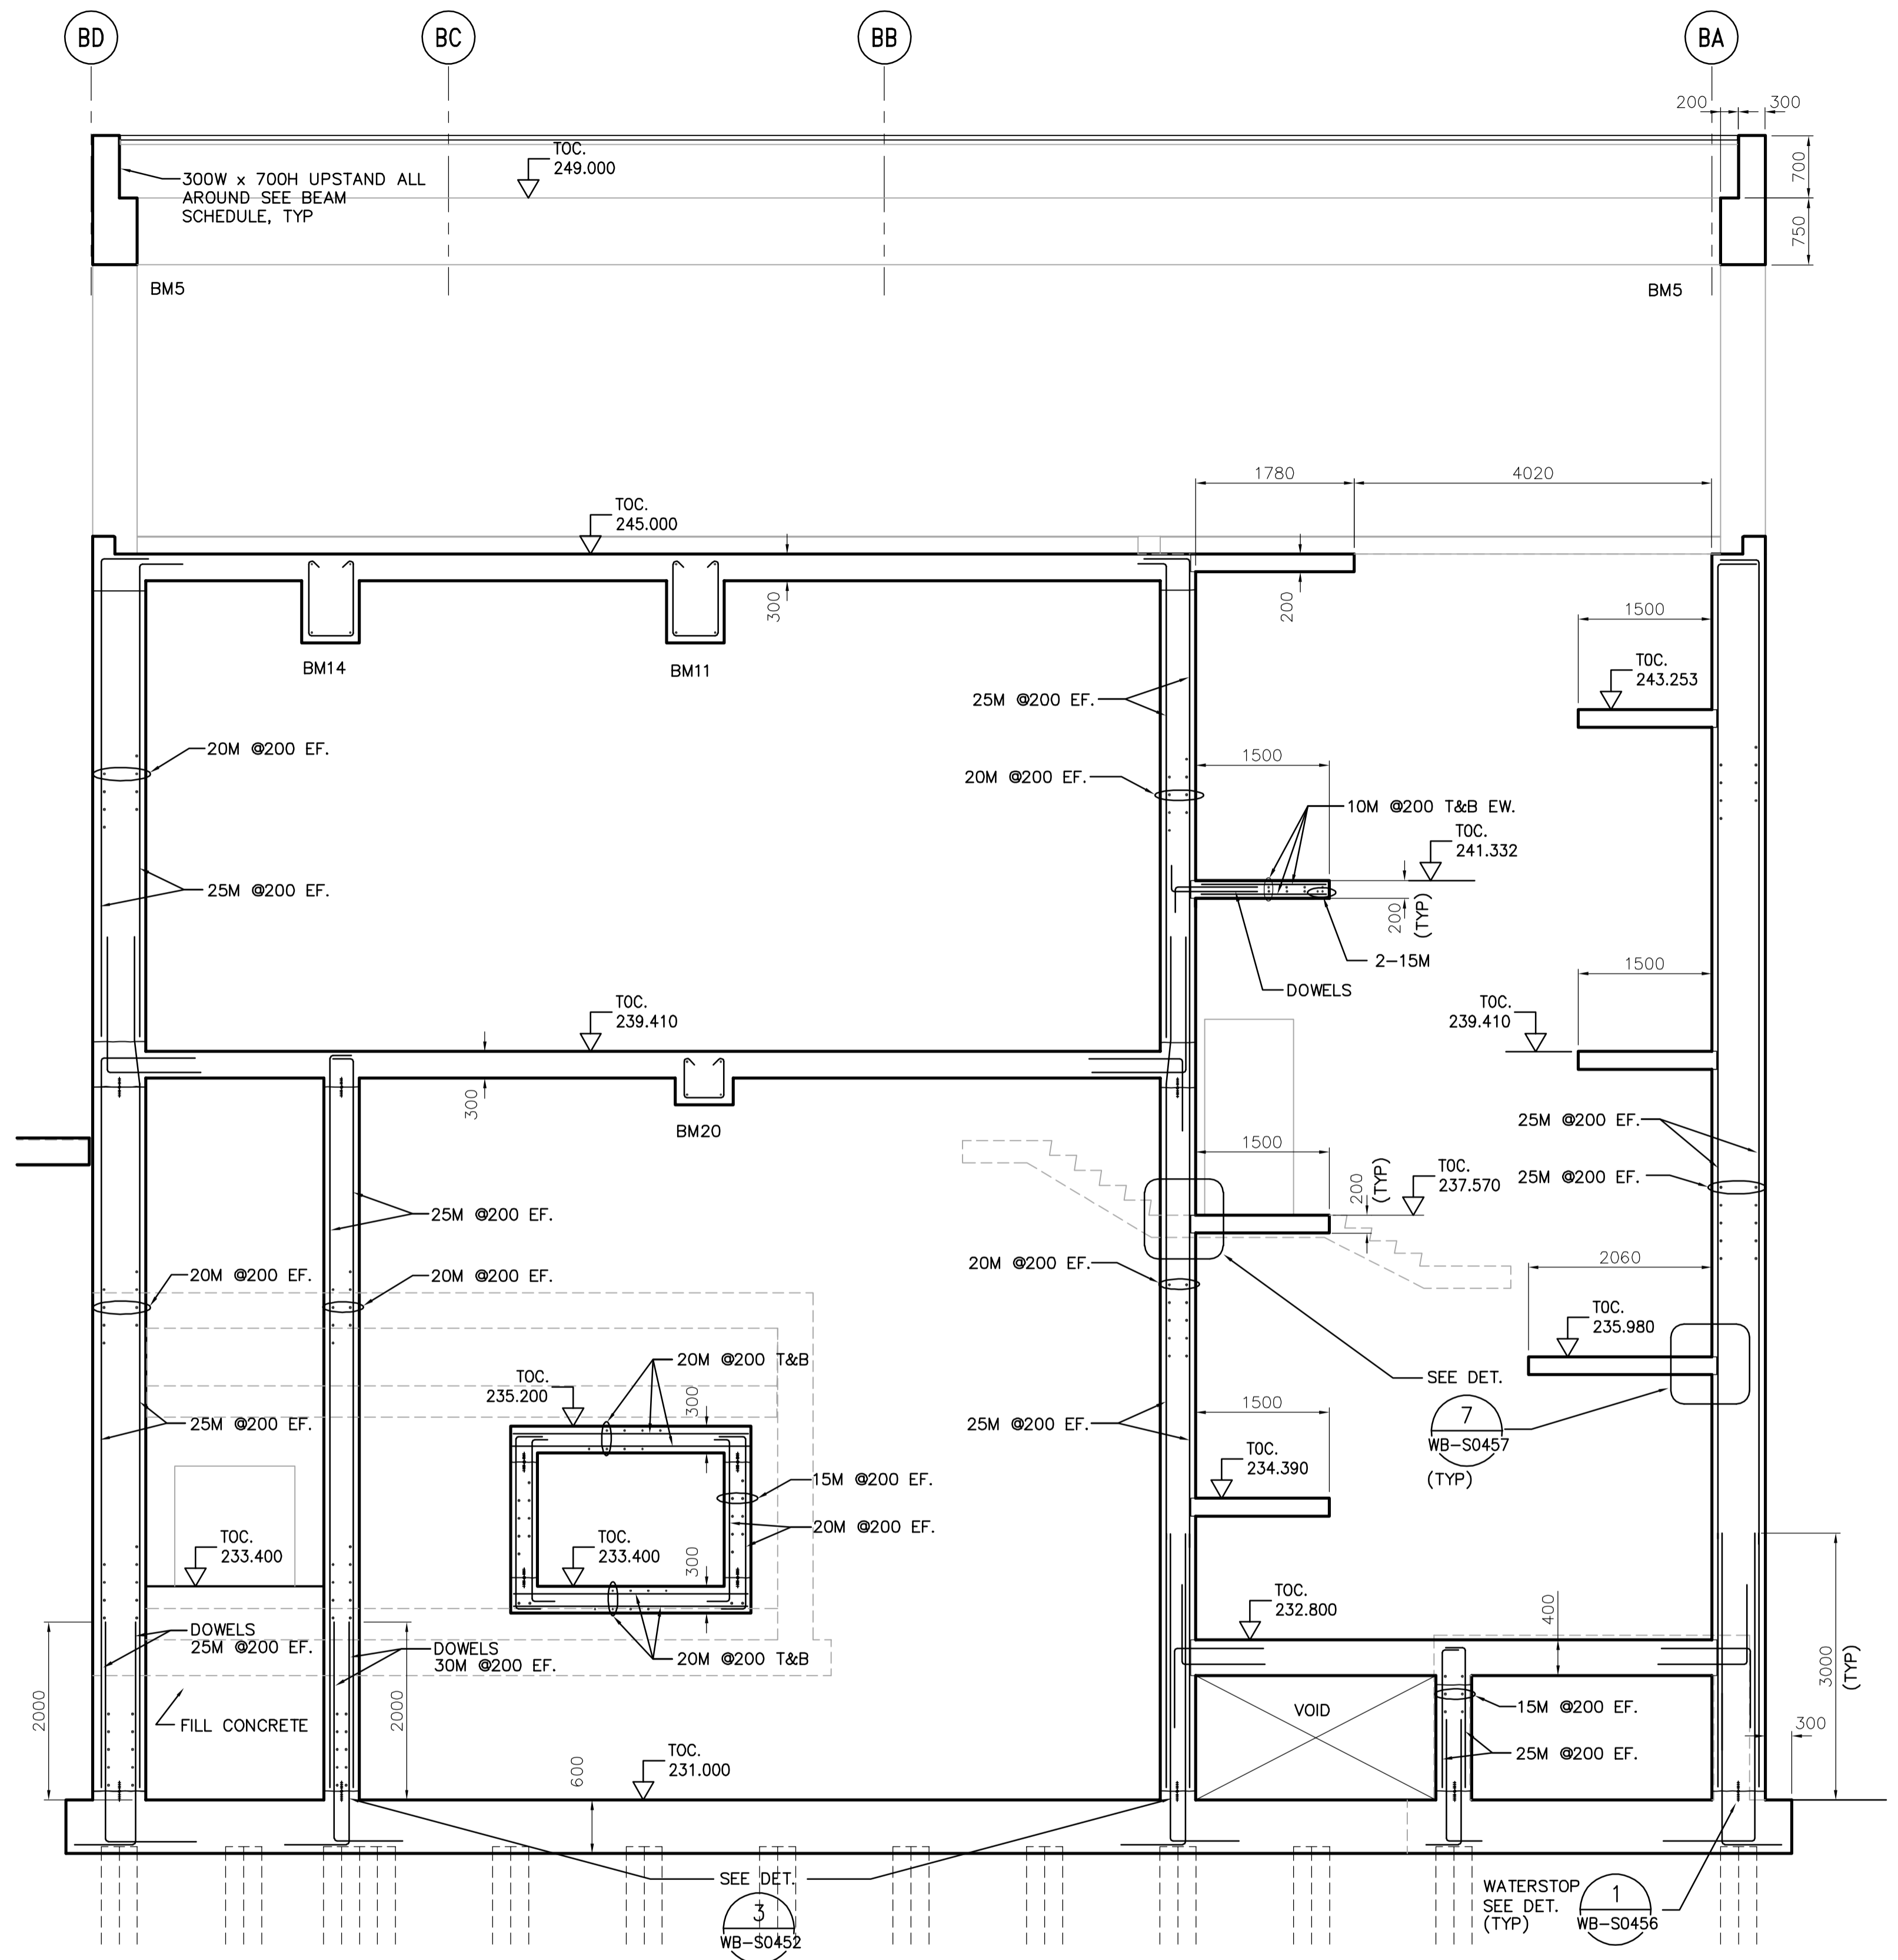 BD
BC
BB
BA
200
300
TOC.
249.000
300W x 700H UPSTAND ALL
AROUND SEE BEAM
SCHEDULE, TYP
700
750
BM5
BM5
1780
4020
TOC.
245.000
300
200
1500
BM14
BM11
TOC.
243.253
25M @200 EF.
20M @200 EF.
20M @200 EF.
1500
10M @200 T&B EW.
TOC.
241.332
25M @200 EF.
200
(TYP)
2-15M
DOWELS
1500
TOC.
239.410
TOC.
239.410
300
BM20
25M @200 EF.
1500
200
(TYP)
TOC.
237.570
25M @200 EF.
25M @200 EF.
20M @200 EF.
20M @200 EF.
20M @200 EF.
2060
TOC.
235.980
20M @200 T&B
TOC.
235.200
300
SEE DET.
7
WB-S0457
(TYP)
25M @200 EF.
25M @200 EF.
1500
TOC.
234.390
15M @200 EF.
20M @200 EF.
TOC.
233.400
TOC.
233.400
300
TOC.
232.800
400
DOWELS
25M @200 EF.
DOWELS
30M @200 EF.
20M @200 T&B
3000
(TYP)
2000
2000
FILL CONCRETE
VOID
15M @200 EF.
25M @200 EF.
300
TOC.
231.000
600
SEE DET.
3
WB-S0452
WATERSTOP
SEE DET.
(TYP)
1
WB-S0456